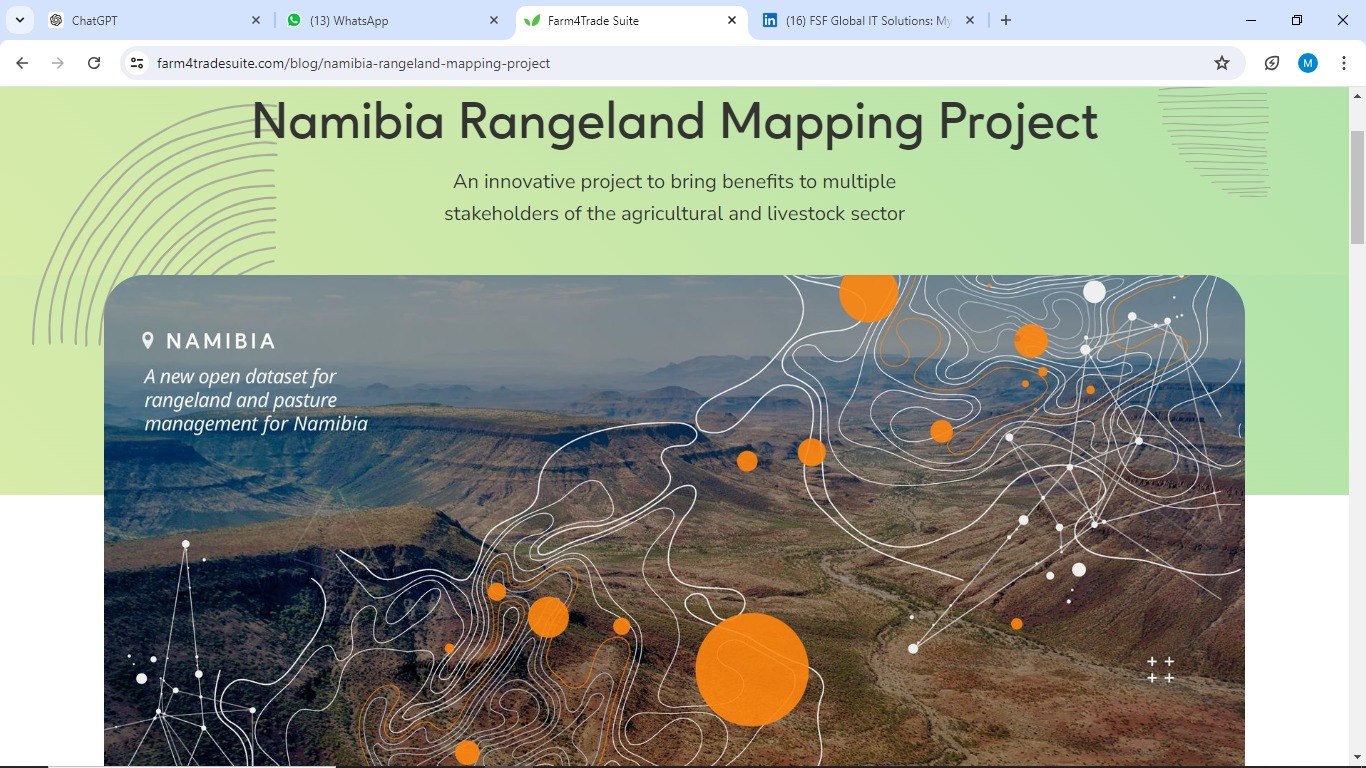 ChatGPT
(13) WhatsApp
Farm4Trade Suite
(16) FSF Global IT Solutions: My
farm4tradesuite.com/blog/namibia-rangeland-mapping-project
M
Namibia Rangeland Mapping Project
An innovative project to bring benefits to multiple
stakeholders of the agricultural and livestock sector
NAMIBIA
A new open dataset for
rangeland and pasture
management for Namibia